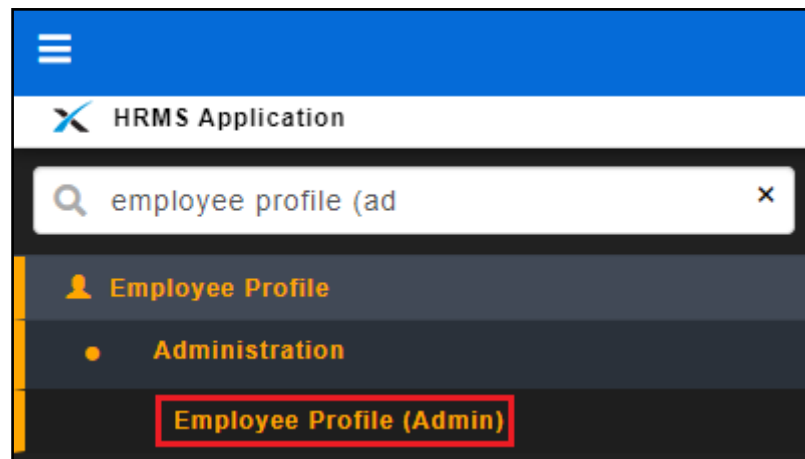 HRMS Application
employee profile (ad
Employee Profile
Administration
Employee Profile (Admin)